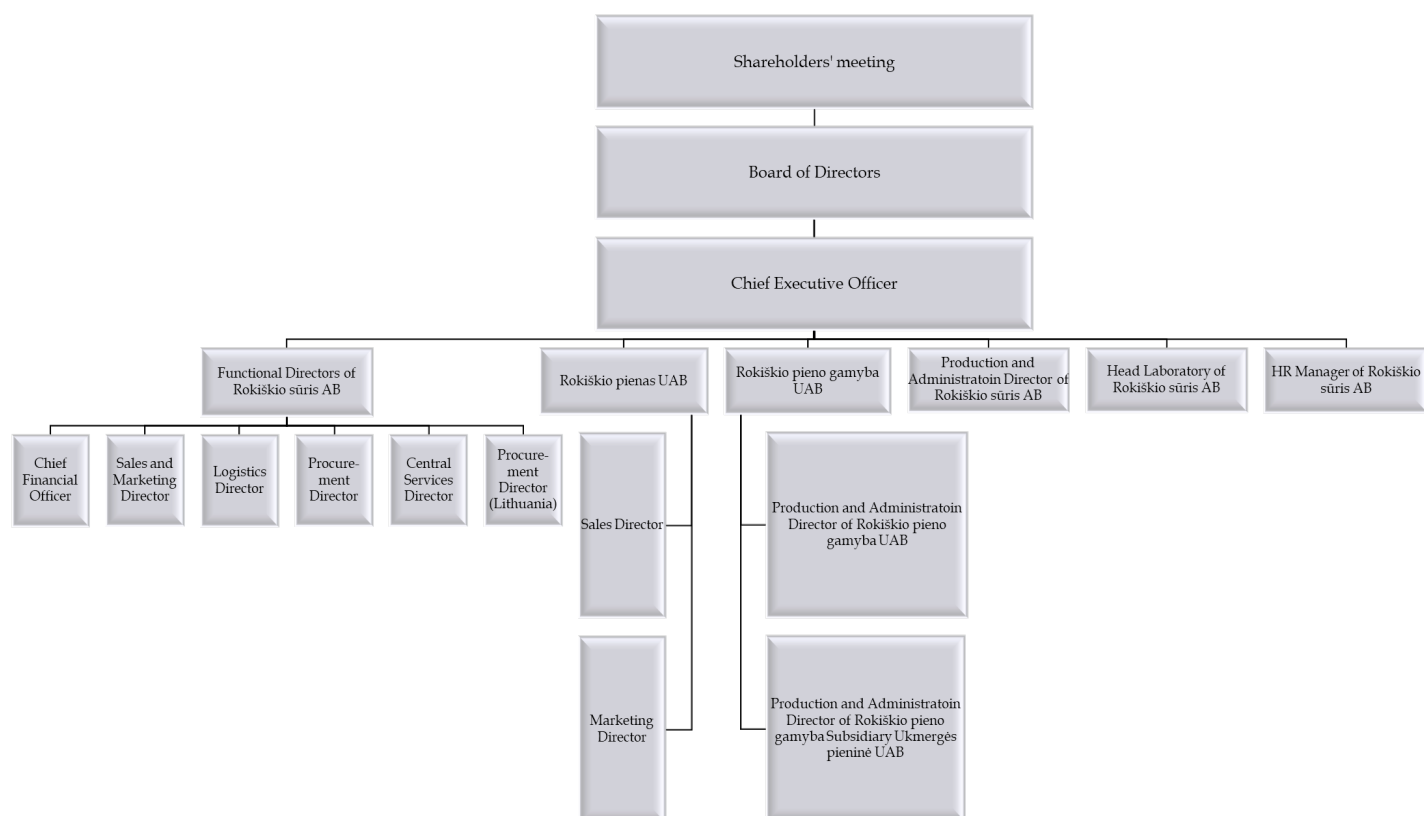 Shareholders' meeting
Board of Directors
Chief Executive Officer
Functional Directors of
Rokiškio sūris AB
Rokiškio pienas UAB
Rokiškio pieno gamyba
UAB
Production and
Administratoin Director of
Rokiškio sūris AB
Head Laboratory of
Rokiškio sūris AB
HR Manager of Rokiškio
sūris AB
Chief
Financial
Officer
Sales and
Marketing
Director
Logistics
Director
Procure-
ment
Director
Central
Services
Director
Procure-
ment
Director
(Lithuania)
Sales Director
Production and Administratoin
Director of Rokiškio pieno
gamyba UAB
Marketing
Director
Production and Administratoin
Director of Rokiškio pieno
gamyba Subsidiary Ukmergės
pieninė UAB